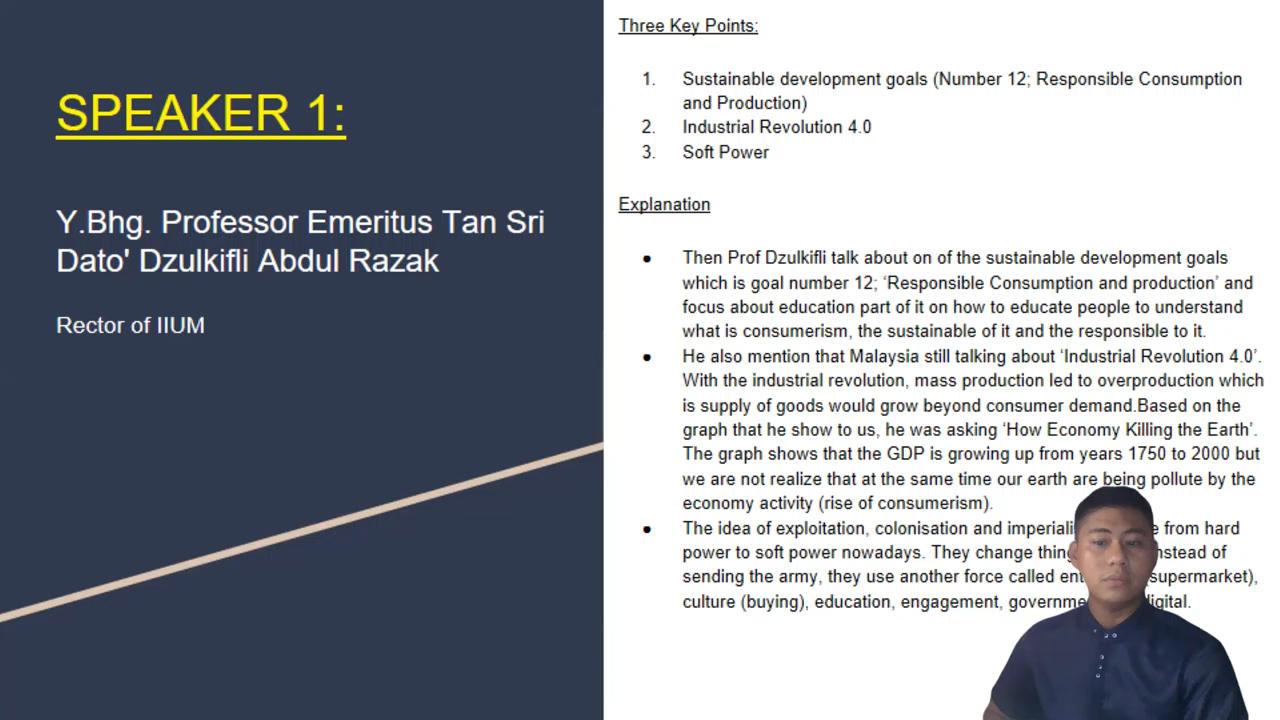 SPEAKER 1:
Y.Bhg. Professor Emeritus Tan Sri
Dato' Dzulkifli Abdul Razak
Rector of IIUM
Three Key Points:
1. Sustainable development goals (Number 12; Responsible Consumption
and Production)
2. Industrial Revolution 4.0
3. Soft Power
Explanation
● Then Prof Dzulkifli talk about on of the sustainable development goals
which is goal number 12; ‘Responsible Consumption and production’ and
focus about education part of it on how to educate people to understand
what is consumerism, the sustainable of it and the responsible to it.
● He also mention that Malaysia still talking about ‘Industrial Revolution 4.0’.
With the industrial revolution, mass production led to overproduction which
is supply of goods would grow beyond consumer demand.Based on the
graph that he show to us, he was asking ‘How Economy Killing the Earth’.
The graph shows that the GDP is growing up from years 1750 to 2000 but
we are not realize that at the same time our earth are being pollute by the
economy activity (rise of consumerism).
● The idea of exploitation, colonisation and from hard
power to soft power nowadays. They change instead of
sending the army, they use another force called (supermarket),
culture (buying), education, engagement, digital.